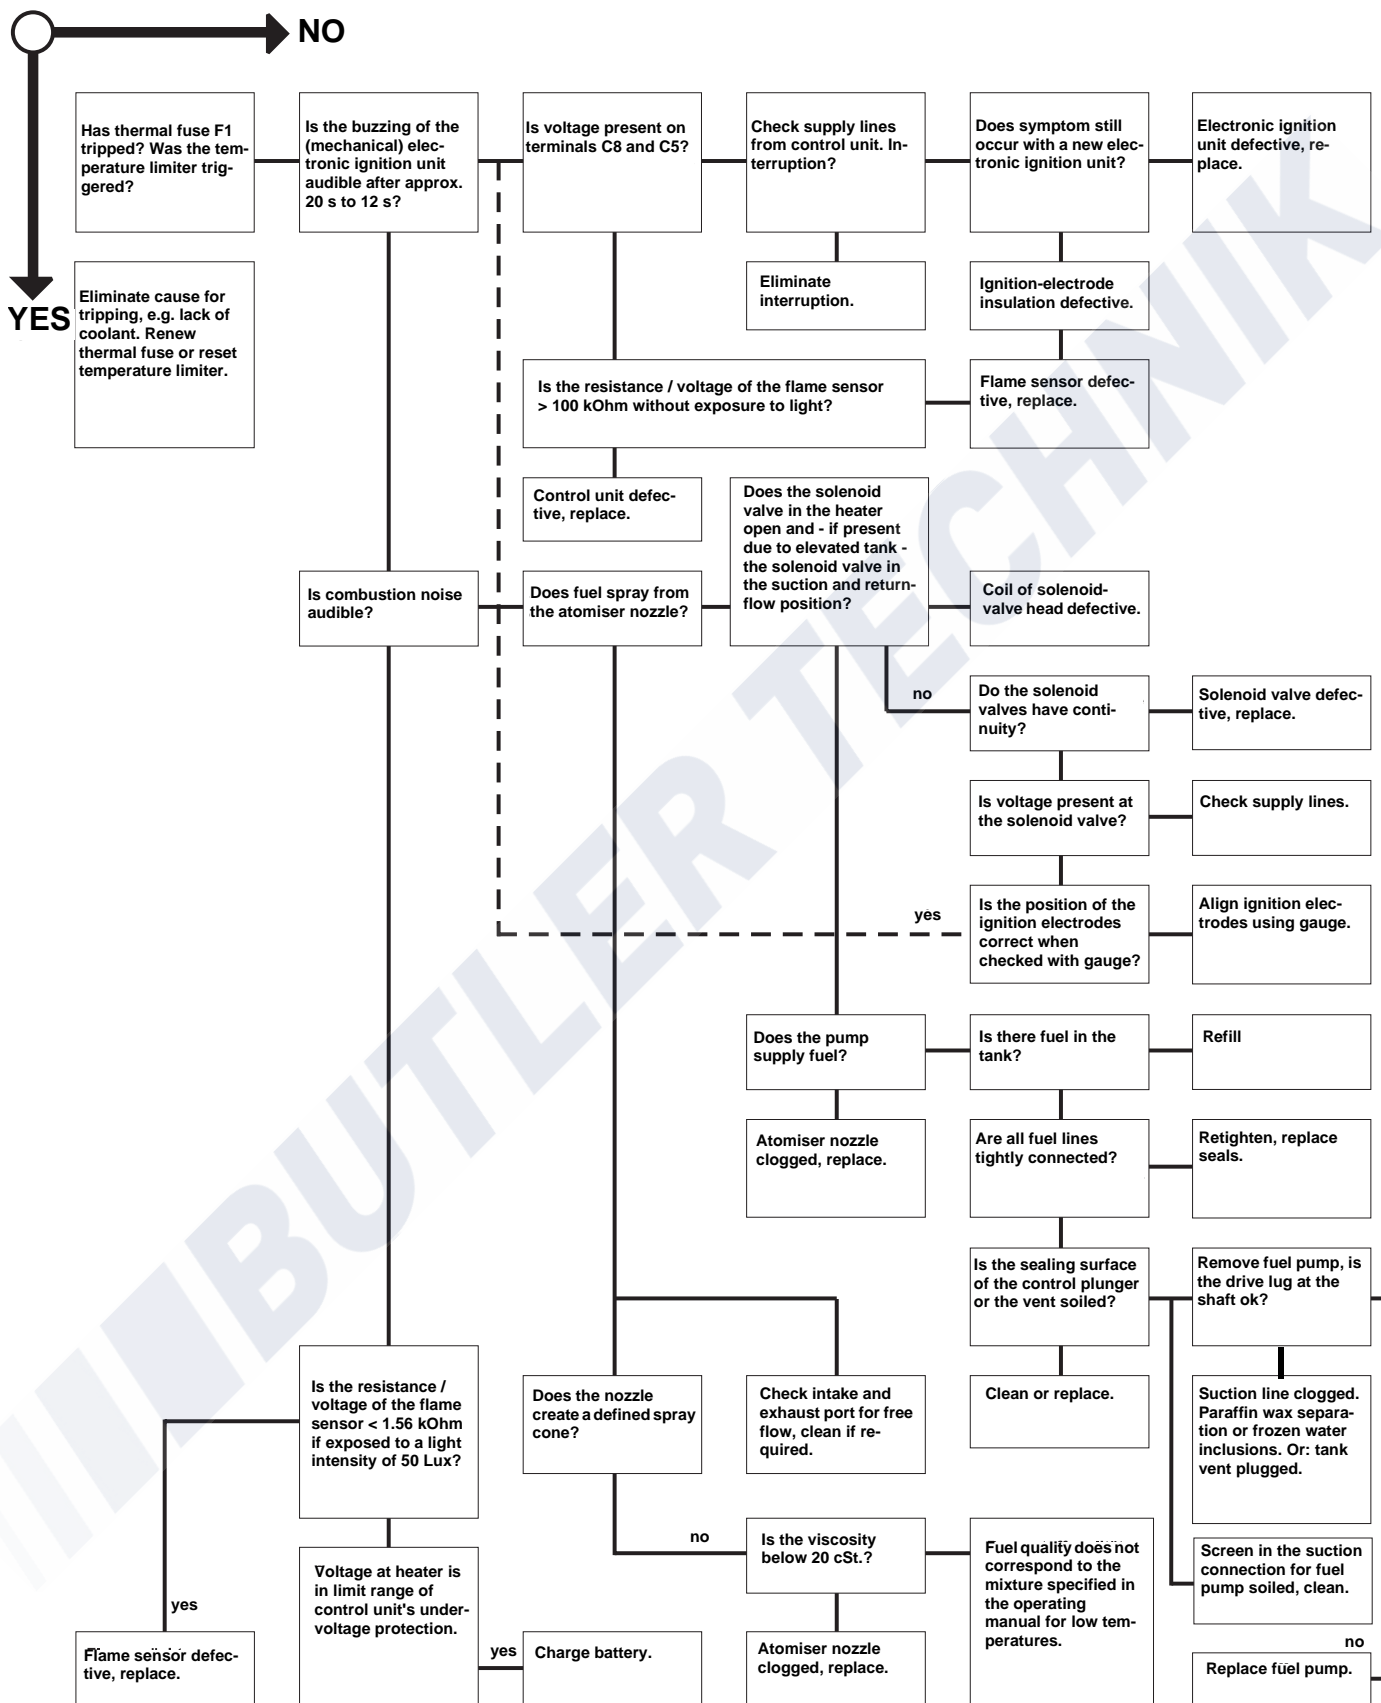 NO
YES
Has thermal fuse F1
tripped? Was the tem-
perature limiter trig-
gered?
Is the buzzing of the
(mechanical) elec-
tronic ignition unit
audible after approx.
20 s to 12 s?
Is voltage present on
terminals C8 and C5?
Check supply lines
from control unit. In-
terruption?
Does symptom still
occur with a new elec-
tronic ignition unit?
Electronic ignition
unit defective, re-
place.
Eliminate cause for
tripping, e.g. lack of
coolant. Renew
thermal fuse or reset
temperature limiter.
Eliminate
interruption.
Ignition-electrode
insulation defective.
Is the resistance / voltage of the flame sensor
> 100 kOhm without exposure to light?
Flame sensor defec-
tive, replace.
Control unit defec-
tive, replace.
Does the solenoid
valve in the heater
open and - if present
due to elevated tank -
the solenoid valve in
the suction and return-
flow position?
Is combustion noise
audible?
Does fuel spray from
the atomiser nozzle?
Coil of solenoid-
valve head defective.
no
Do the solenoid
valves have conti-
nuity?
Solenoid valve defec-
tive, replace.
Is voltage present at
the solenoid valve?
Check supply lines.
yes
Is the position of the
ignition electrodes
correct when
checked with gauge?
Align ignition elec-
trodes using gauge.
Does the pump
supply fuel?
Is there fuel in the
tank?
Refill
Atomiser nozzle
clogged, replace.
Are all fuel lines
tightly connected?
Retighten, replace
seals.
Is the sealing surface
of the control plunger
or the vent soiled?
Remove fuel pump, is
the drive lug at the
shaft ok?
Is the resistance /
voltage of the flame
sensor < 1.56 kOhm
if exposed to a light
intensity of 50 Lux?
Does the nozzle
create a defined spray
cone?
Check intake and
exhaust port for free
flow, clean if re-
quired.
Clean or replace.
Suction line clogged.
Paraffin wax separa-
tion or frozen water
inclusions. Or: tank
vent plugged.
no
Is the viscosity
below 20 cSt.?
Fuel quality does not
correspond to the
mixture specified in
the operating
manual for low tem-
peratures.
Screen in the suction
connection for fuel
pump soiled, clean.
Voltage at heater is
in limit range of
control unit's under-
voltage protection.
yes
Flame sensor defec-
tive, replace.
yes
Charge battery.
Atomiser nozzle
clogged, replace.
no
Replace fuel pump.
BUTLER TECHNIK